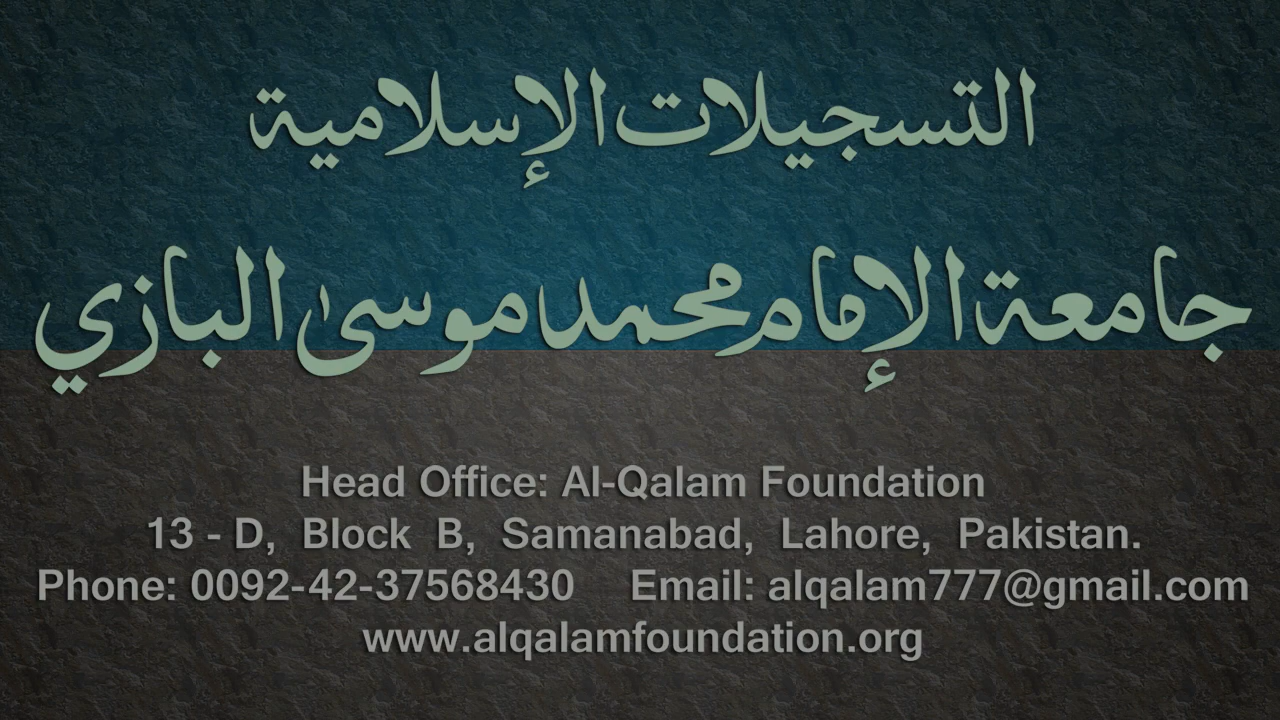 التسجيلات الإسلامية
جامعة الإمام محمد موسىٰ البازي
Head Office: Al-Qalam Foundation
13 - D, Block B, Samanabad, Lahore, Pakistan.
Phone: 0092-42-37568430 Email: alqalam777@gmail.com
www.alqalamfoundation.org